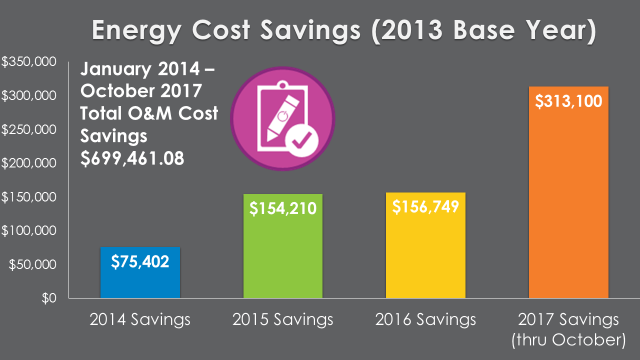 Energy Cost Savings (2013 Base Year)
$350,000
$300,000
$250,000
$200,000
$150,000
$100,000
$50,000
$0
January 2014 –
October 2017
Total O&M Cost
Savings
$699,461.08
$75,402
$154,210
$156,749
$313,100
2014 Savings
2015 Savings
2016 Savings
2017 Savings
(thru October)